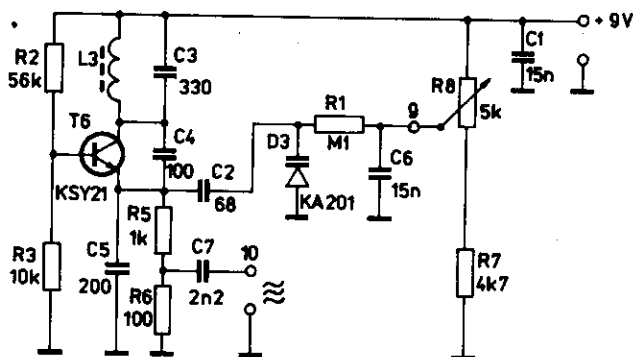 + 9V
R2
56k
L3
C3
330
C1
15n
R8
5k
T6
C4
100
R1
M1
9
D3
C6
15n
KSY21
C2
68
KA201
R5
1k
R3
10k
C5
200
C7
2n2
10
R6
100
R7
4k7